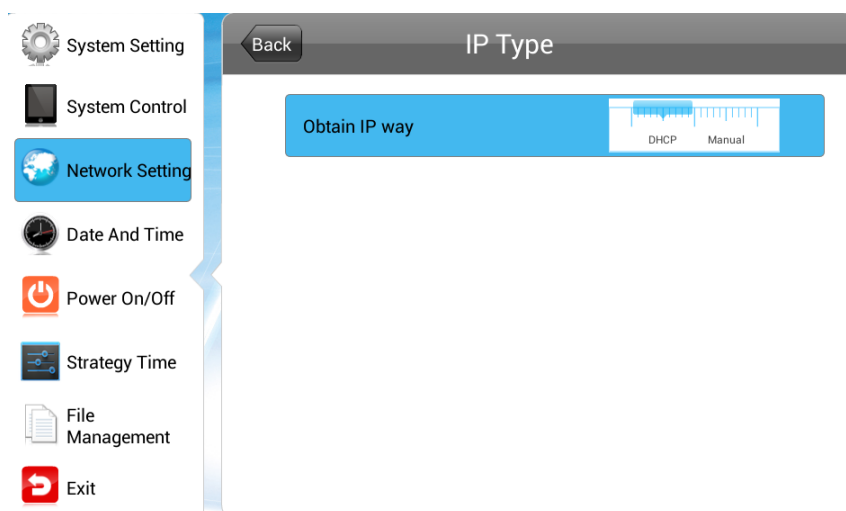 System Setting
System Control
Network Setting
Date And Time
Power On/Off
Strategy Time
File
Management
Exit
Back
IP Type
Obtain IP way
DHCP
Manual